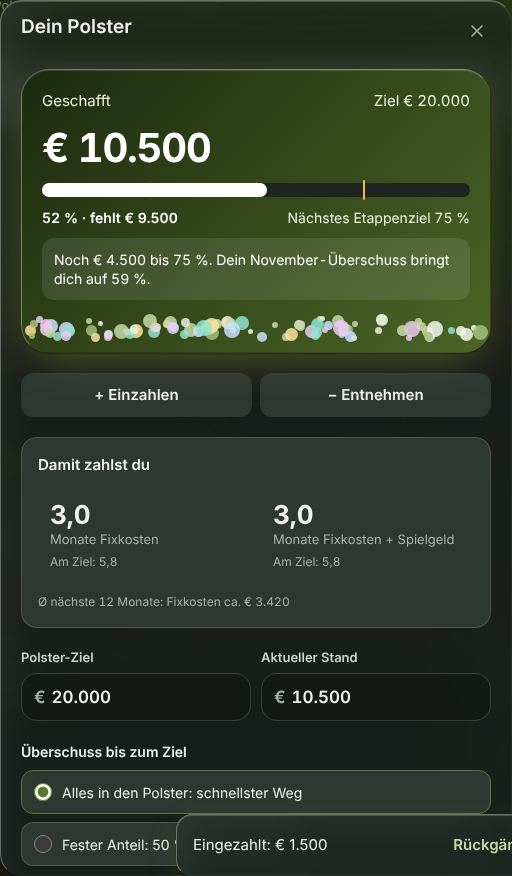 Dein Polster
Geschafft
Ziel € 20.000
€ 10.500
52 % · fehlt € 9.500
Nächstes Etappenziel 75 %
Noch € 4.500 bis 75 %. Dein November-Überschuss bringt
dich auf 59 %.
+ Einzahlen
− Entnehmen
Damit zahlst du
3,0
Monate Fixkosten
Am Ziel: 5,8
3,0
Monate Fixkosten + Spielgeld
Am Ziel: 5,8
Ø nächste 12 Monate: Fixkosten ca. € 3.420
Polster-Ziel
Aktueller Stand
€ 20.000
€ 10.500
Überschuss bis zum Ziel
Alles in den Polster: schnellster Weg
Fester Anteil: 50
Eingezahlt: € 1.500
Rückgän